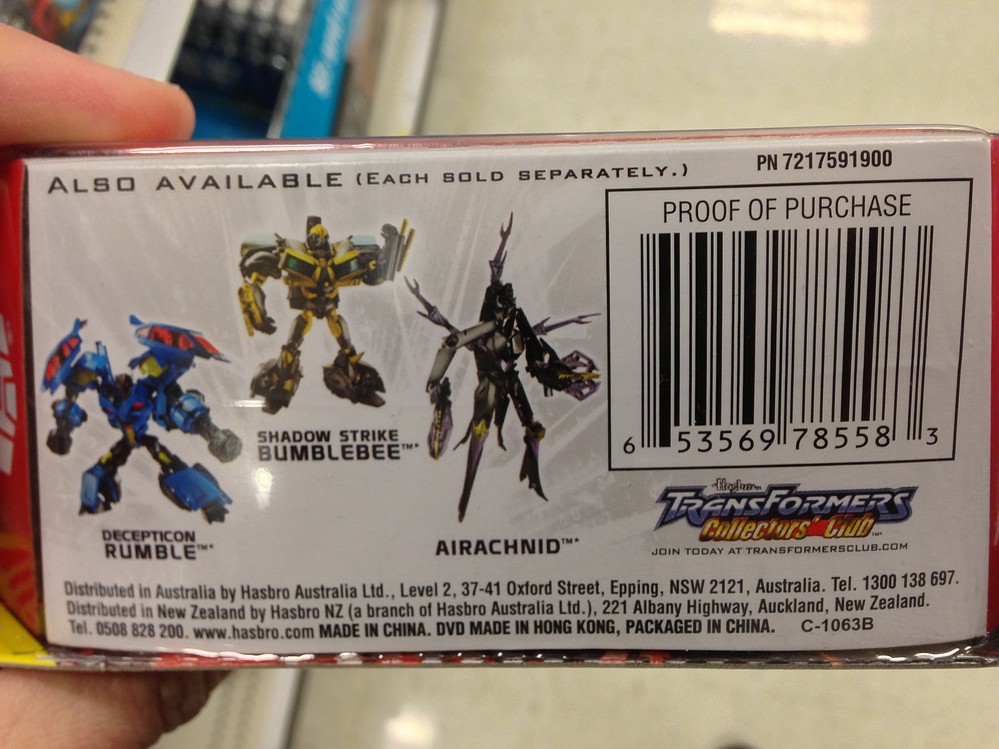 ALSO AVAILABLE (EACH SOLD SEPARATELY.)
PN 7217591900
PROOF OF PURCHASE
SHADOW STRIKE
BUMBLEBEE™*
DECEPTICON
RUMBLE™*
AIRACHNID™*
6 53569 78558 3
Hasbro
TRANSFORMERS
Collectors' Club™
JOIN TODAY AT TRANSFORMERSCLUB.COM
Distributed in Australia by Hasbro Australia Ltd., Level 2, 37-41 Oxford Street, Epping, NSW 2121, Australia. Tel. 1300 138 697.
Distributed in New Zealand by Hasbro NZ (a branch of Hasbro Australia Ltd.), 221 Albany Highway, Auckland, New Zealand.
Tel. 0508 828 200. www.hasbro.com MADE IN CHINA. DVD MADE IN HONG KONG, PACKAGED IN CHINA. C-1063B